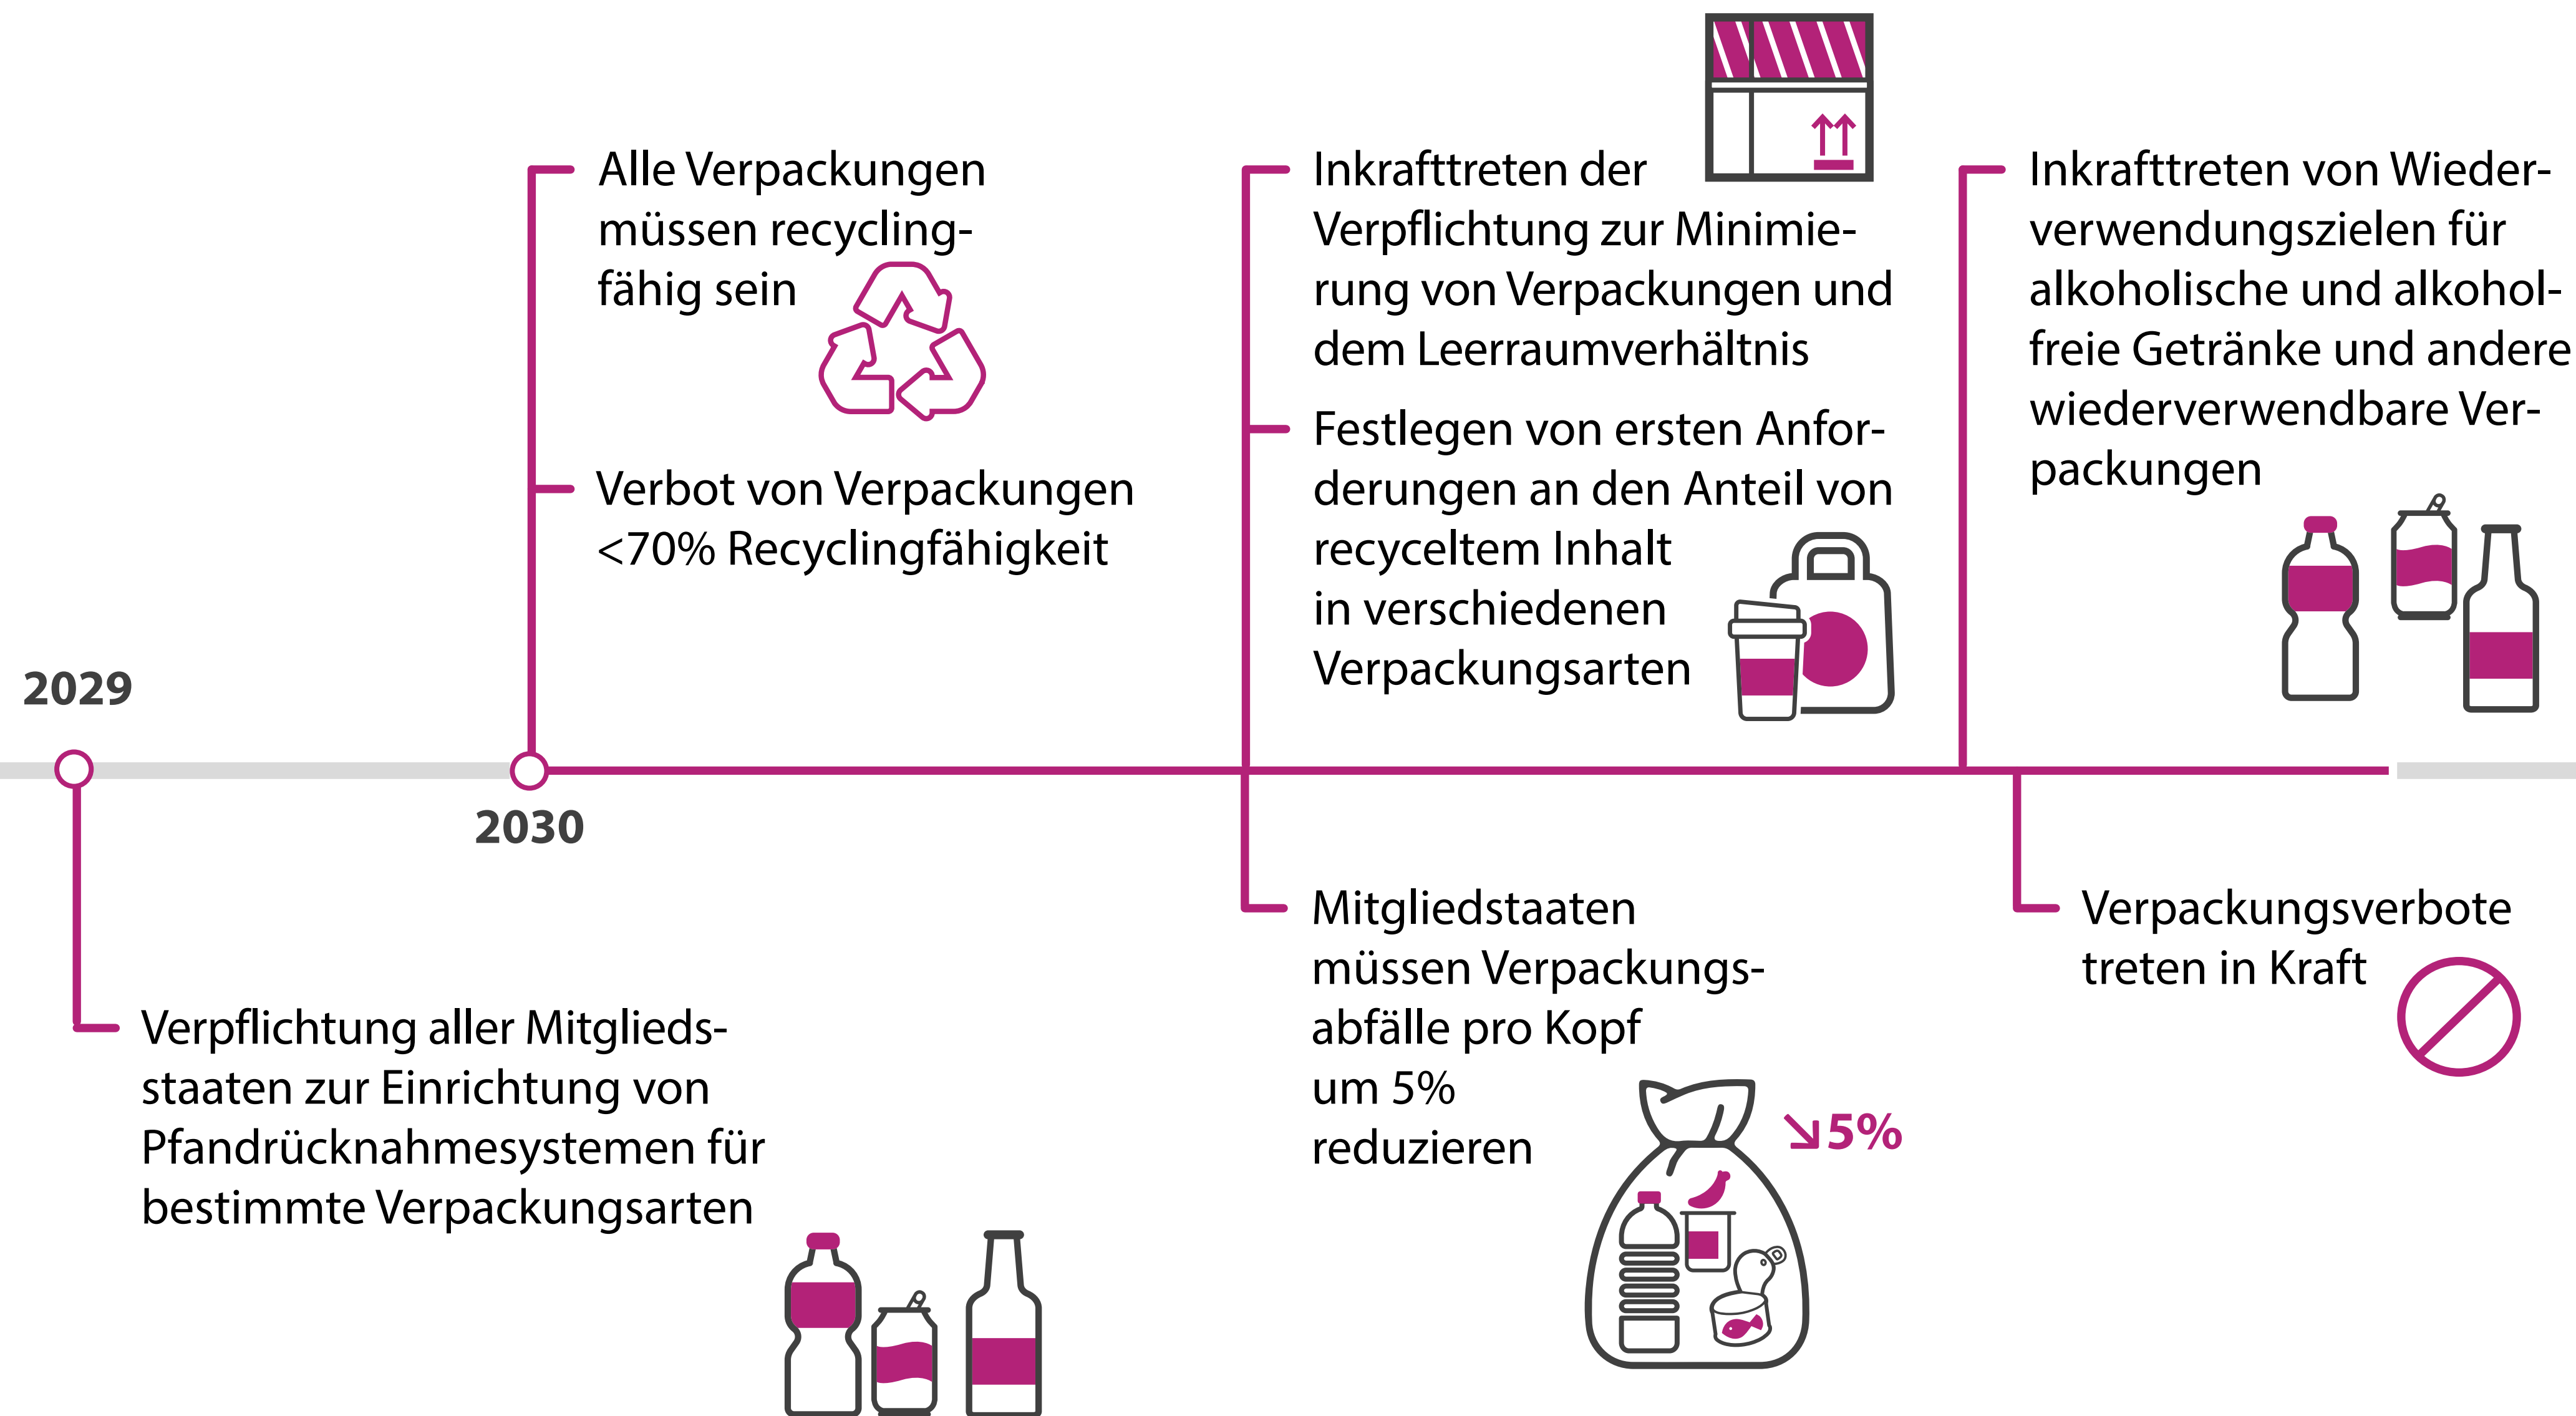 2029
Verpflichtung aller Mitglieds-
staaten zur Einrichtung von
Pfandrücknahmesystemen für
bestimmte Verpackungsarten
2030
Alle Verpackungen
müssen recycling-
fähig sein
Verbot von Verpackungen
<70% Recyclingfähigkeit
Inkrafttreten der
Verpflichtung zur Minimie-
rung von Verpackungen und
dem Leerraumverhältnis
Festlegen von ersten Anfor-
derungen an den Anteil von
recyceltem Inhalt
in verschiedenen
Verpackungsarten
Mitgliedstaaten
müssen Verpackungs-
abfälle pro Kopf
um 5%
reduzieren
↘5%
Inkrafttreten von Wieder-
verwendungszielen für
alkoholische und alkohol-
freie Getränke und andere
wiederverwendbare Ver-
packungen
Verpackungsverbote
treten in Kraft